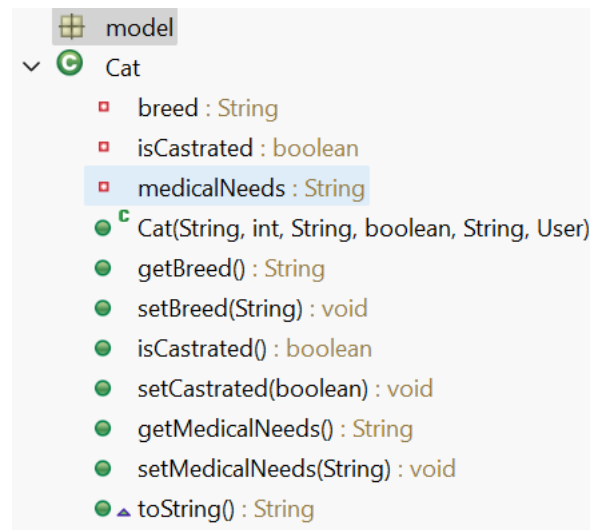 model
Cat
breed : String
isCastrated : boolean
medicalNeeds : String
Cat(String, int, String, boolean, String, User)
getBreed() : String
setBreed(String) : void
isCastrated() : boolean
setCastrated(boolean) : void
getMedicalNeeds() : String
setMedicalNeeds(String) : void
toString() : String